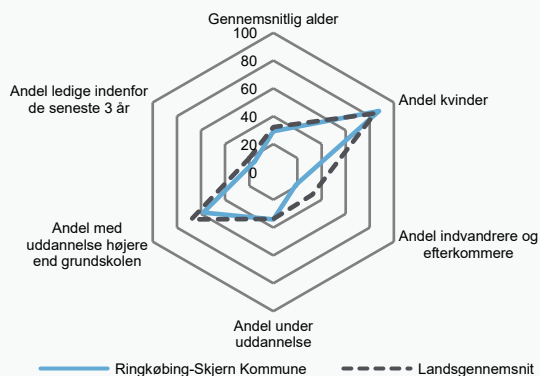 Gennemsnitlig alder
100
80
60
40
20
0
Andel kvinder
Andel indvandrere og
efterkommere
Andel under
uddannelse
Andel med
uddannelse højere
end grundskolen
Andel ledige indenfor
de seneste 3 år
Ringkøbing-Skjern Kommune
Landsgennemsnit